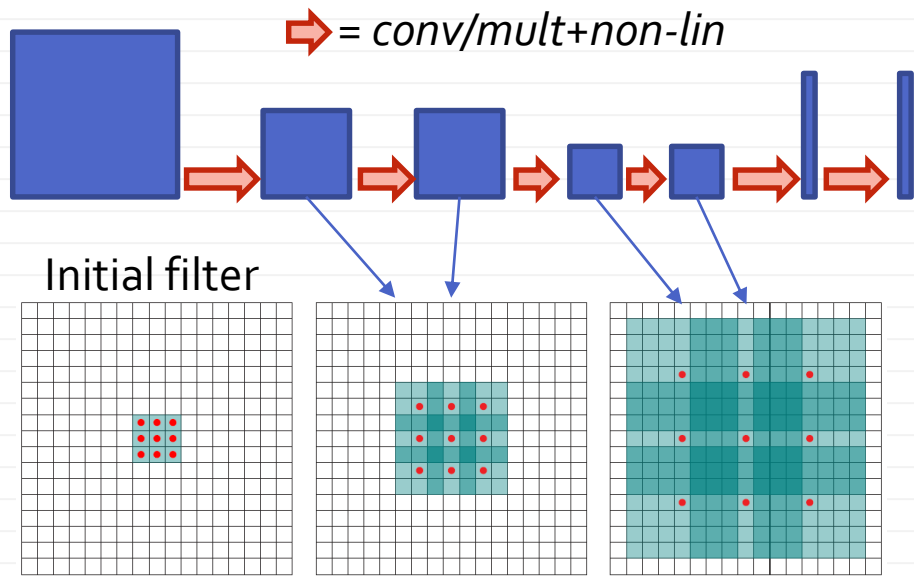 = conv/mult+non-lin
Initial filter